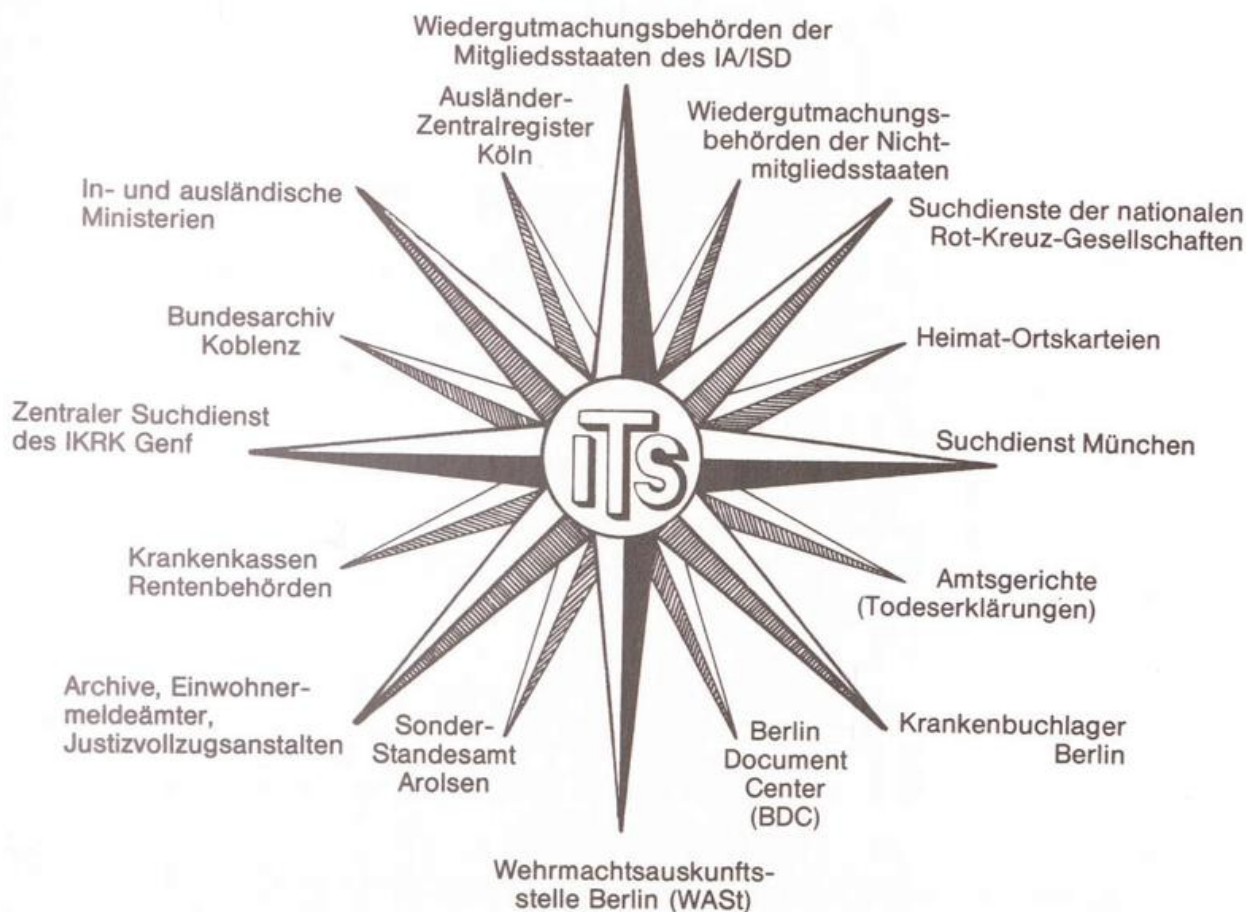 Wiedergutmachungsbehörden der
Mitgliedsstaaten des IA/ISD
Ausländer-
Zentralregister
Köln
Wiedergutmachungs-
behörden der Nicht-
mitgliedsstaaten
In- und ausländische
Ministerien
Suchdienste der nationalen
Rot-Kreuz-Gesellschaften
Bundesarchiv
Koblenz
Heimat-Ortskarteien
Zentraler Suchdienst
des IKRK Genf
ITS
Suchdienst München
Krankenkassen
Rentenbehörden
Amtsgerichte
(Todeserklärungen)
Archive, Einwohner-
meldeämter,
Justizvollzugsanstalten
Sonder-
Standesamt
Arolsen
Berlin
Document
Center
(BDC)
Krankenbuchlager
Berlin
Wehrmachtsauskunfts-
stelle Berlin (WASt)